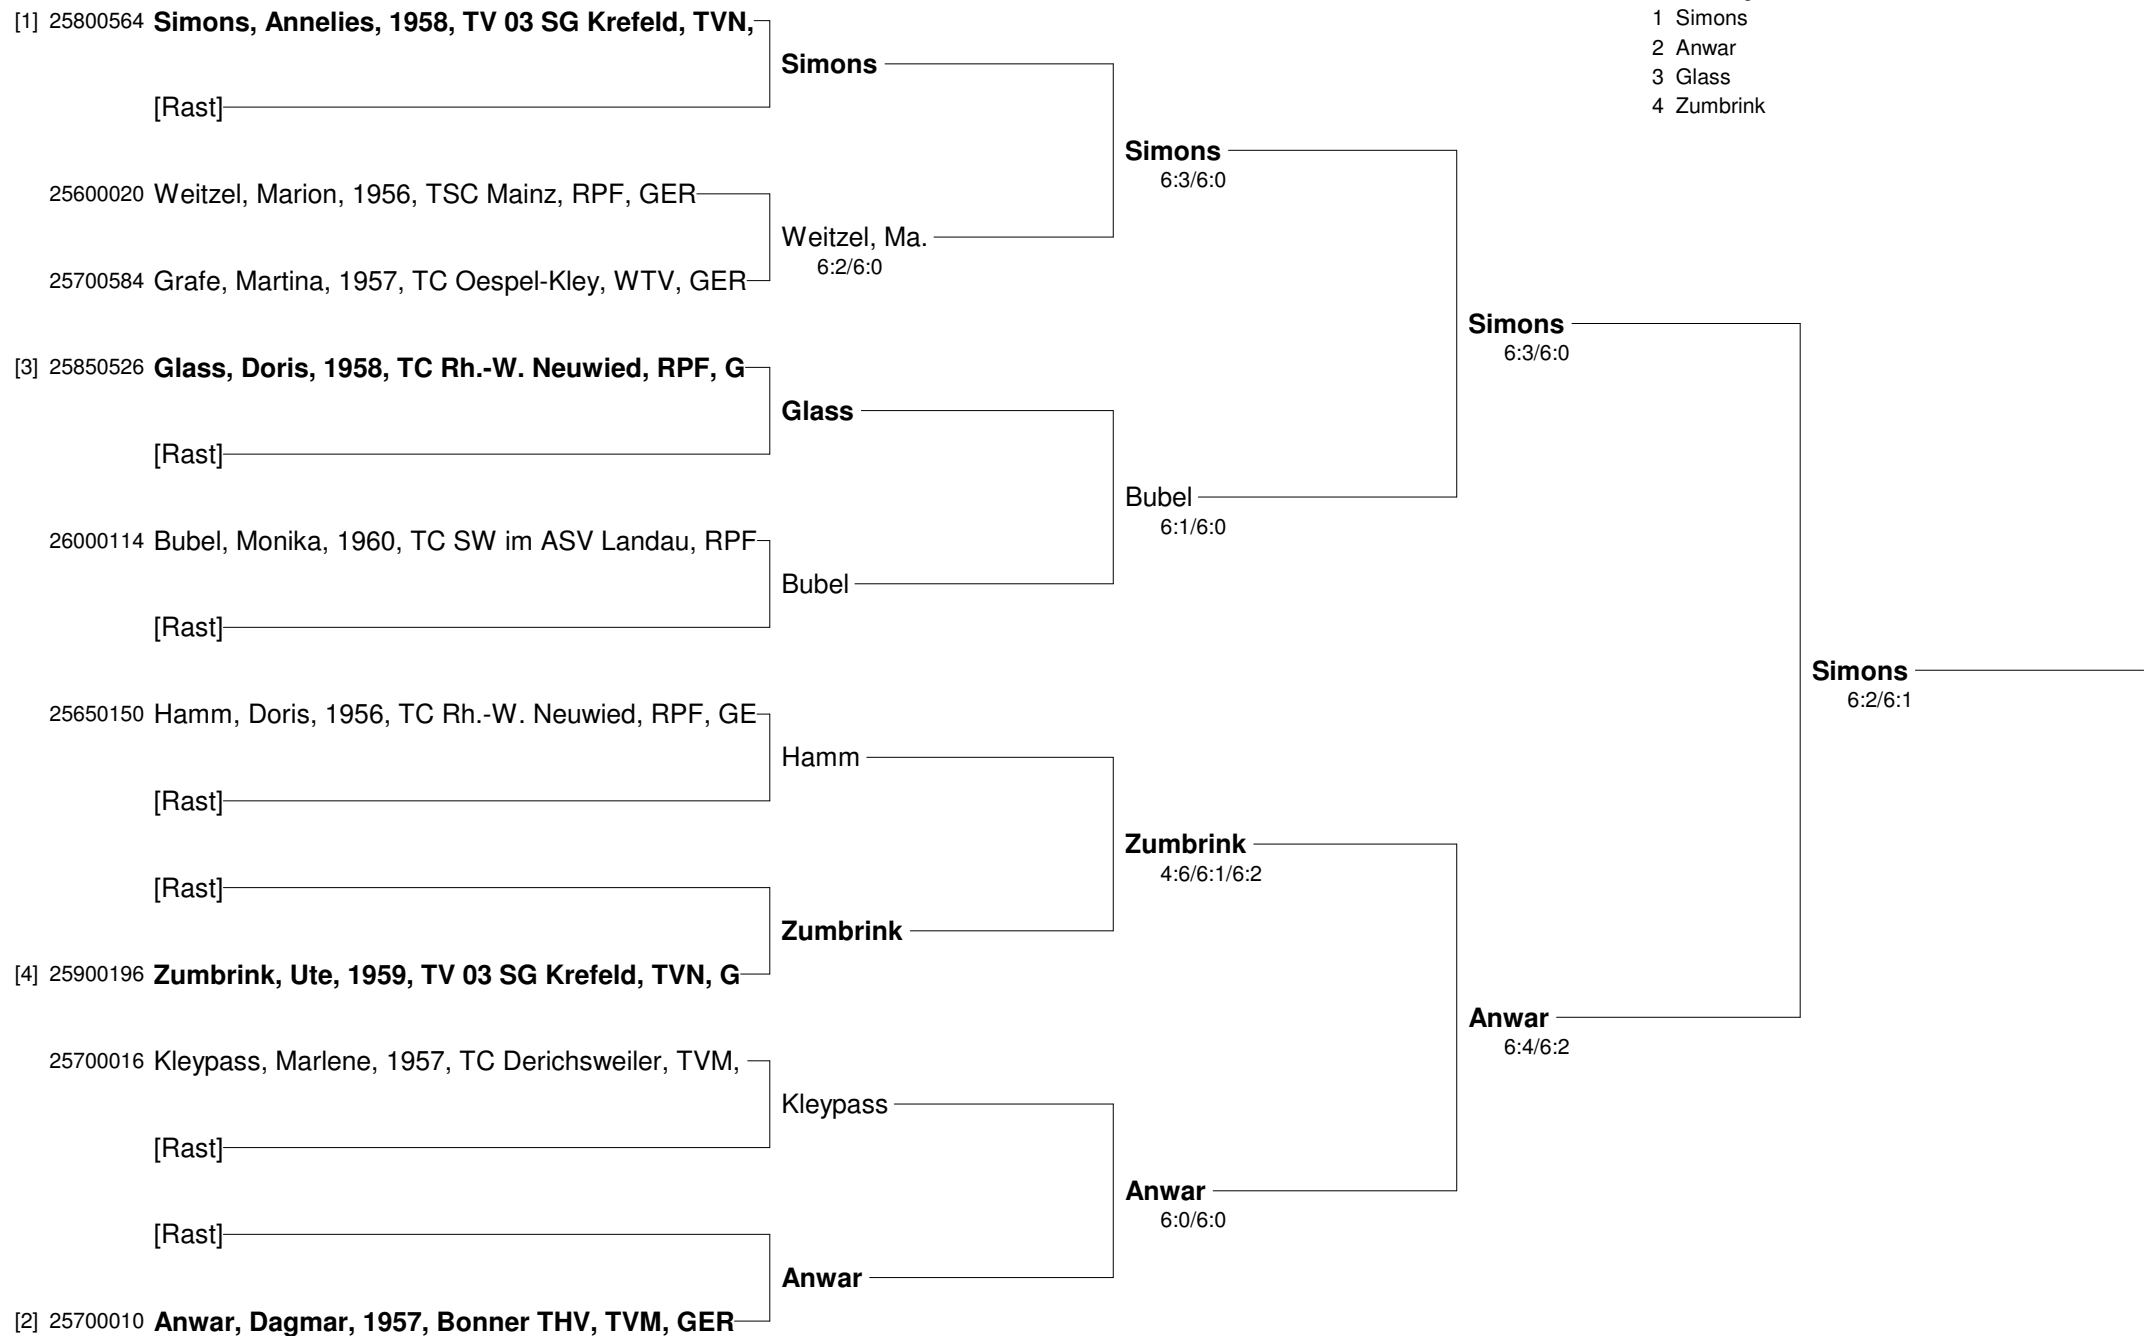 [1] 25800564 Simons, Annelies, 1958, TV 03 SG Krefeld, TVN,
[Rast]
25600020 Weitzel, Marion, 1956, TSC Mainz, RPF, GER
25700584 Grafe, Martina, 1957, TC Oespel-Kley, WTV, GER
[3] 25850526 Glass, Doris, 1958, TC Rh.-W. Neuwied, RPF, G
[Rast]
26000114 Bubel, Monika, 1960, TC SW im ASV Landau, RPF
[Rast]
25650150 Hamm, Doris, 1956, TC Rh.-W. Neuwied, RPF, GE
[Rast]
[Rast]
[4] 25900196 Zumbrink, Ute, 1959, TV 03 SG Krefeld, TVN, G
25700016 Kleypass, Marlene, 1957, TC Derichsweiler, TVM,
[Rast]
[Rast]
[2] 25700010 Anwar, Dagmar, 1957, Bonner THV, TVM, GER
Simons
Weitzel, Ma.
6:2/6:0
Glass
Bubel
Hamm
Zumbrink
Kleypass
Anwar
Simons
6:3/6:0
Bubel
6:1/6:0
Zumbrink
4:6/6:1/6:2
Anwar
6:0/6:0
Simons
6:3/6:0
Anwar
6:4/6:2
Simons
6:2/6:1
1 Simons
2 Anwar
3 Glass
4 Zumbrink